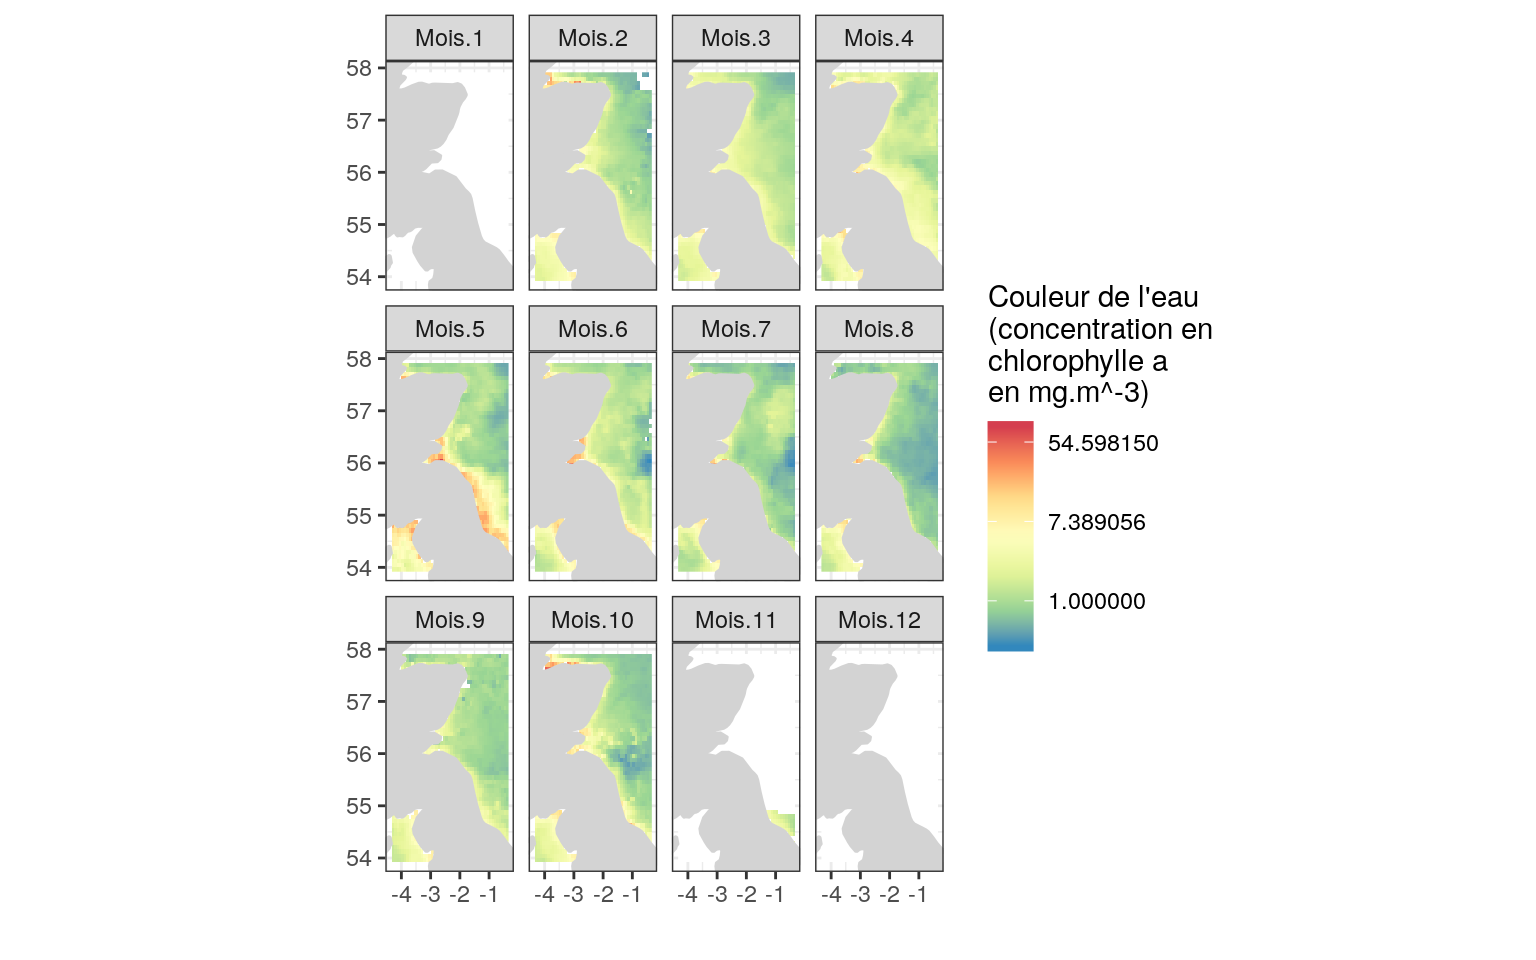 Mois.1 Mois.2 Mois.3 Mois.4
58
57
56
55
54
Mois.5 Mois.6 Mois.7 Mois.8
58
57
56
55
54
Mois.9 Mois.10 Mois.11 Mois.12
58
57
56
55
54
-4 -3 -2 -1 -4 -3 -2 -1 -4 -3 -2 -1 -4 -3 -2 -1
Couleur de l'eau
(concentration en
chlorophylle a
en mg.m^-3)
54.598150
7.389056
1.000000